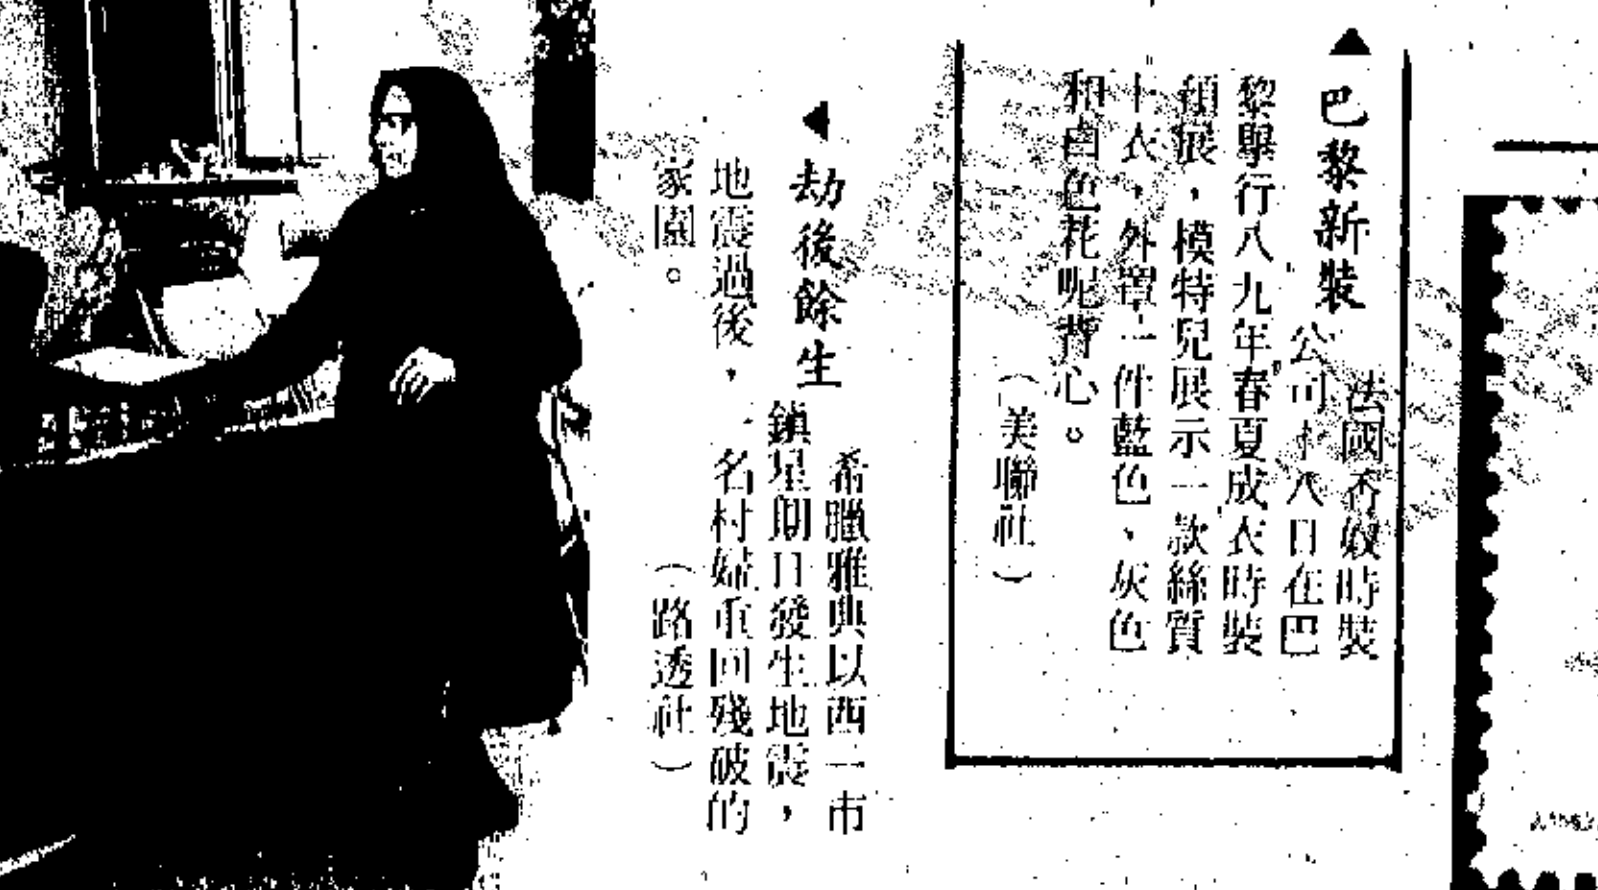 ▲巴黎新裝
法國香奴時裝
公司十八日在巴
黎舉行八九年春夏成衣時裝
預展，模特兒展示一款絲質
十衣，外罩一件藍色、灰色
和白色花呢背心。
（美聯社）
◀劫後餘生
希臘雅典以西一市
鎮星期日發生地震，
地震過後，一名村婦重回殘破的
家園。
（路透社）